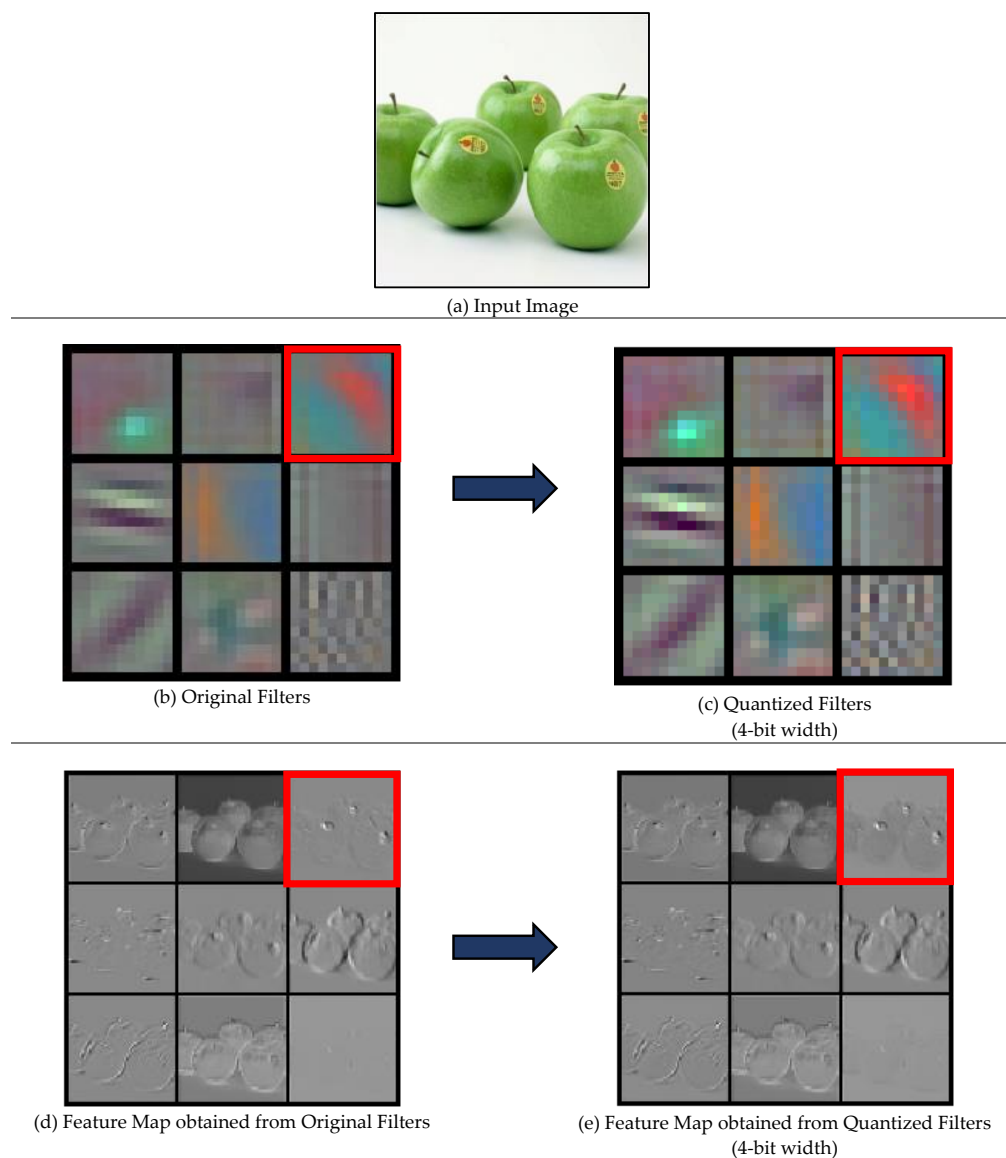 (a) Input Image
(b) Original Filters
(c) Quantized Filters
(4-bit width)
(d) Feature Map obtained from Original Filters
(e) Feature Map obtained from Quantized Filters
(4-bit width)